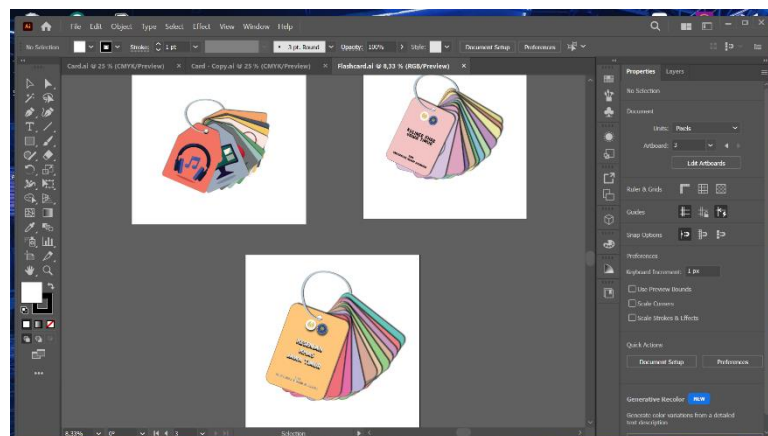 File Edit Object Type Select Effect View Window Help
No Selection Stroke: 1 pt 3 pt. Round Opacity: 100% Style: Document Setup Preferences
Card.ai @ 25 % (CMYK/Preview) × Card - Copy.ai @ 25 % (CMYK/Preview) × Flashcard.ai @ 8,33 % (RGB/Preview) ×
Properties Layers
No Selection
Document
Units: Pixels
Artboard: 3
Edit Artboards
Ruler & Grids
Guides
Snap Options
Preferences
Keyboard Increment: 1 px
Use Preview Bounds
Scale Corners
Scale Strokes & Effects
Quick Actions
Document Setup Preferences
Generative Recolor NEW
Generate color variations from a detailed
text description.
8,33% 0° 3 Selection